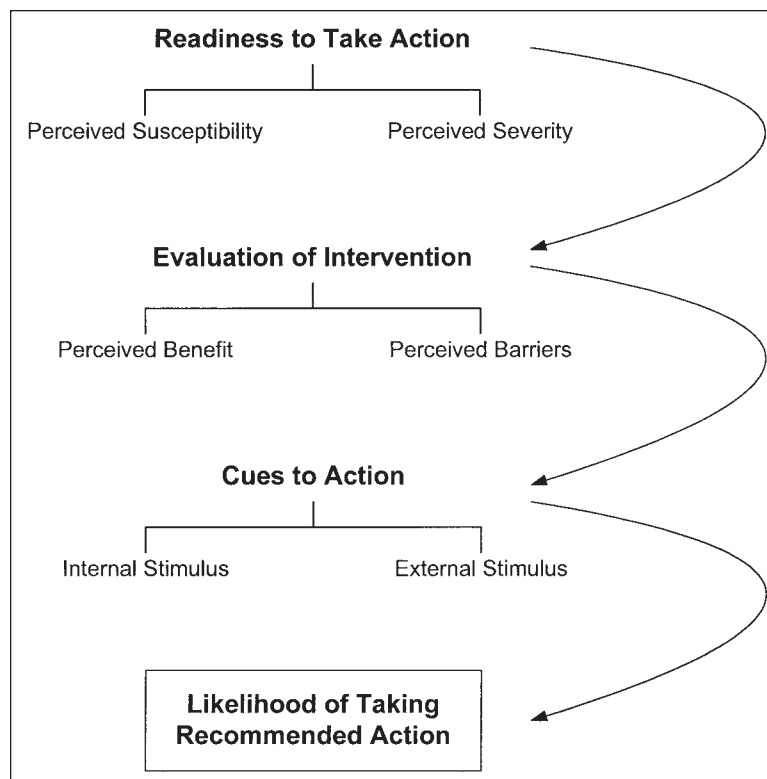 Readiness to Take Action
Perceived Susceptibility
Perceived Severity
Evaluation of Intervention
Perceived Benefit
Perceived Barriers
Cues to Action
Internal Stimulus
External Stimulus
Likelihood of Taking
Recommended Action